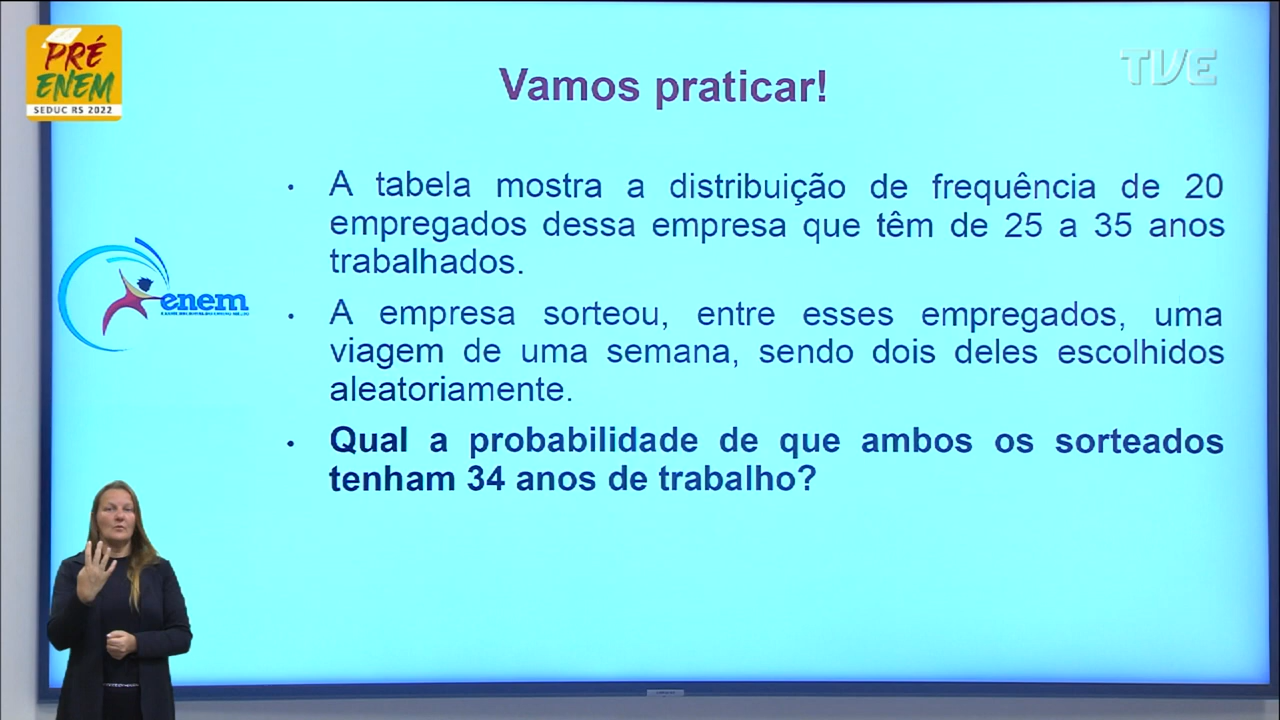 PRÉ
ENEM
SEDUC RS 2022
TVE
Vamos praticar!
• A tabela mostra a distribuição de frequência de 20
empregados dessa empresa que têm de 25 a 35 anos
trabalhados.
• A empresa sorteou, entre esses empregados, uma
viagem de uma semana, sendo dois deles escolhidos
aleatoriamente.
• Qual a probabilidade de que ambos os sorteados
tenham 34 anos de trabalho?
enem